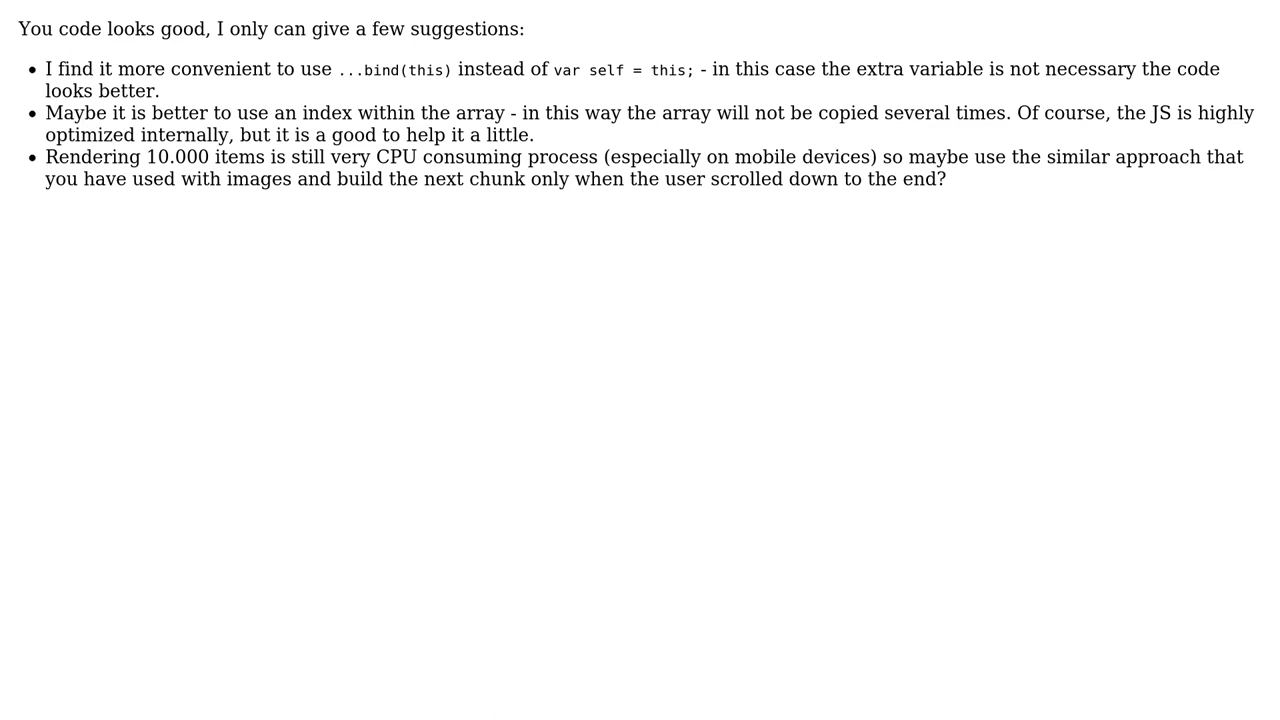 You code looks good, I only can give a few suggestions:
• I find it more convenient to use ...bind(this) instead of var self = this; - in this case the extra variable is not necessary the code
looks better.
• Maybe it is better to use an index within the array - in this way the array will not be copied several times. Of course, the JS is highly
optimized internally, but it is a good to help it a little.
• Rendering 10.000 items is still very CPU consuming process (especially on mobile devices) so maybe use the similar approach that
you have used with images and build the next chunk only when the user scrolled down to the end?